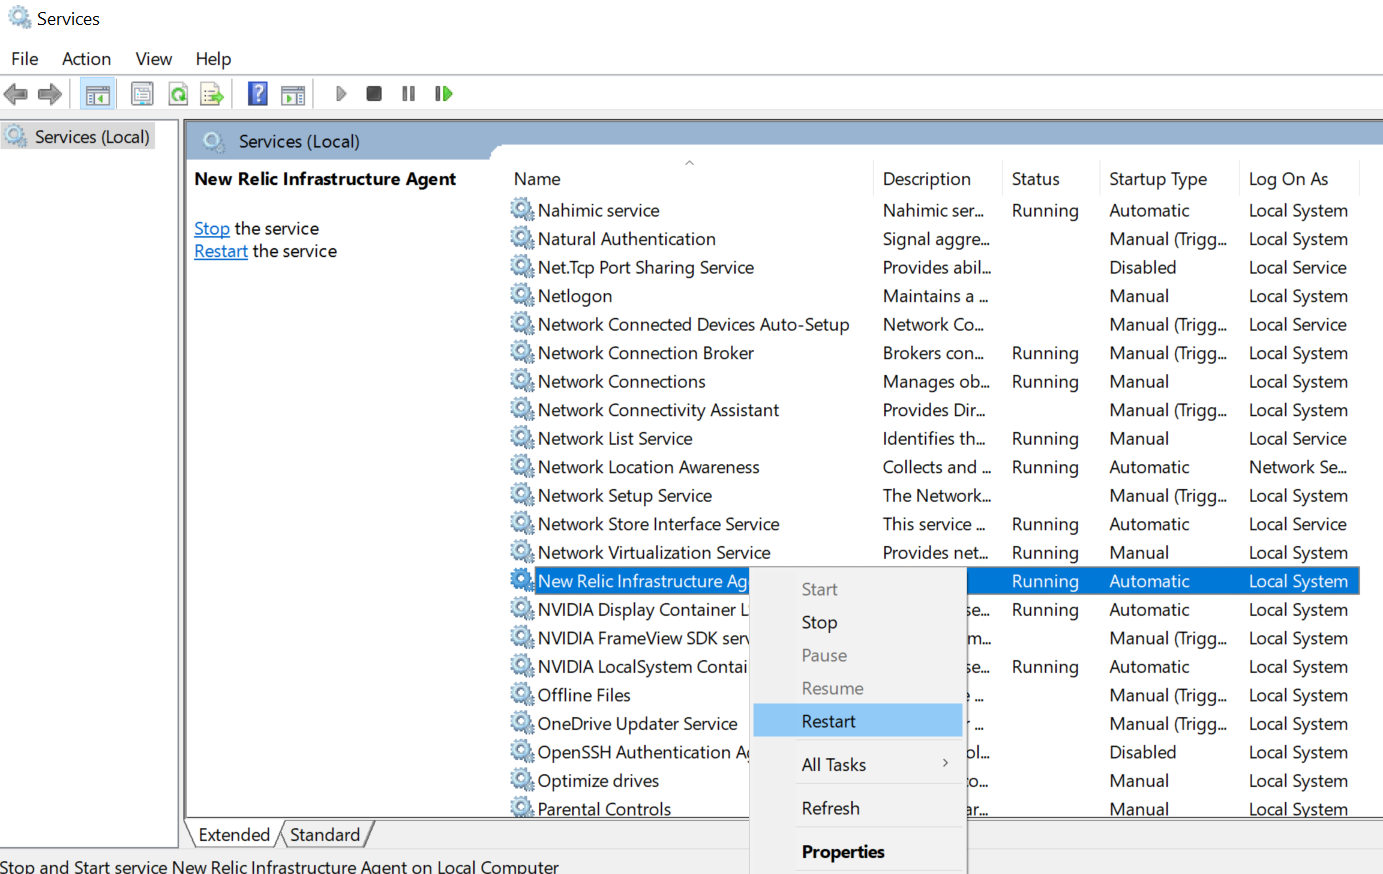 Services
File Action View Help
Services (Local)
Services (Local)
New Relic Infrastructure Agent
Stop the service
Restart the service
Name Description Status Startup Type Log On As
Nahimic service Nahimic ser... Running Automatic Local System
Natural Authentication Signal aggre... Manual (Trigg... Local System
Net.Tcp Port Sharing Service Provides abil... Disabled Local Service
Netlogon Maintains a ... Manual Local System
Network Connected Devices Auto-Setup Network Co... Manual (Trigg... Local Service
Network Connection Broker Brokers con... Running Manual (Trigg... Local System
Network Connections Manages ob... Running Manual Local System
Network Connectivity Assistant Provides Dir... Manual (Trigg... Local System
Network List Service Identifies th... Running Manual Local Service
Network Location Awareness Collects and ... Running Automatic Network Se...
Network Setup Service The Network... Manual (Trigg... Local System
Network Store Interface Service This service ... Running Automatic Local Service
Network Virtualization Service Provides net... Running Manual Local System
New Relic Infrastructure Ag Running Automatic Local System
NVIDIA Display Container L se... Running Automatic Local System
NVIDIA FrameView SDK serv m... Manual (Trigg... Local System
NVIDIA LocalSystem Contai se... Running Automatic Local System
Offline Files ... Manual (Trigg... Local System
OneDrive Updater Service ... Manual (Trigg... Local System
OpenSSH Authentication Ag ol... Disabled Local System
Optimize drives o... Manual Local System
Parental Controls ar... Manual Local System
Start
Stop
Pause
Resume
Restart
All Tasks
Refresh
Properties
Extended Standard
Stop and Start service New Relic Infrastructure Agent on Local Computer